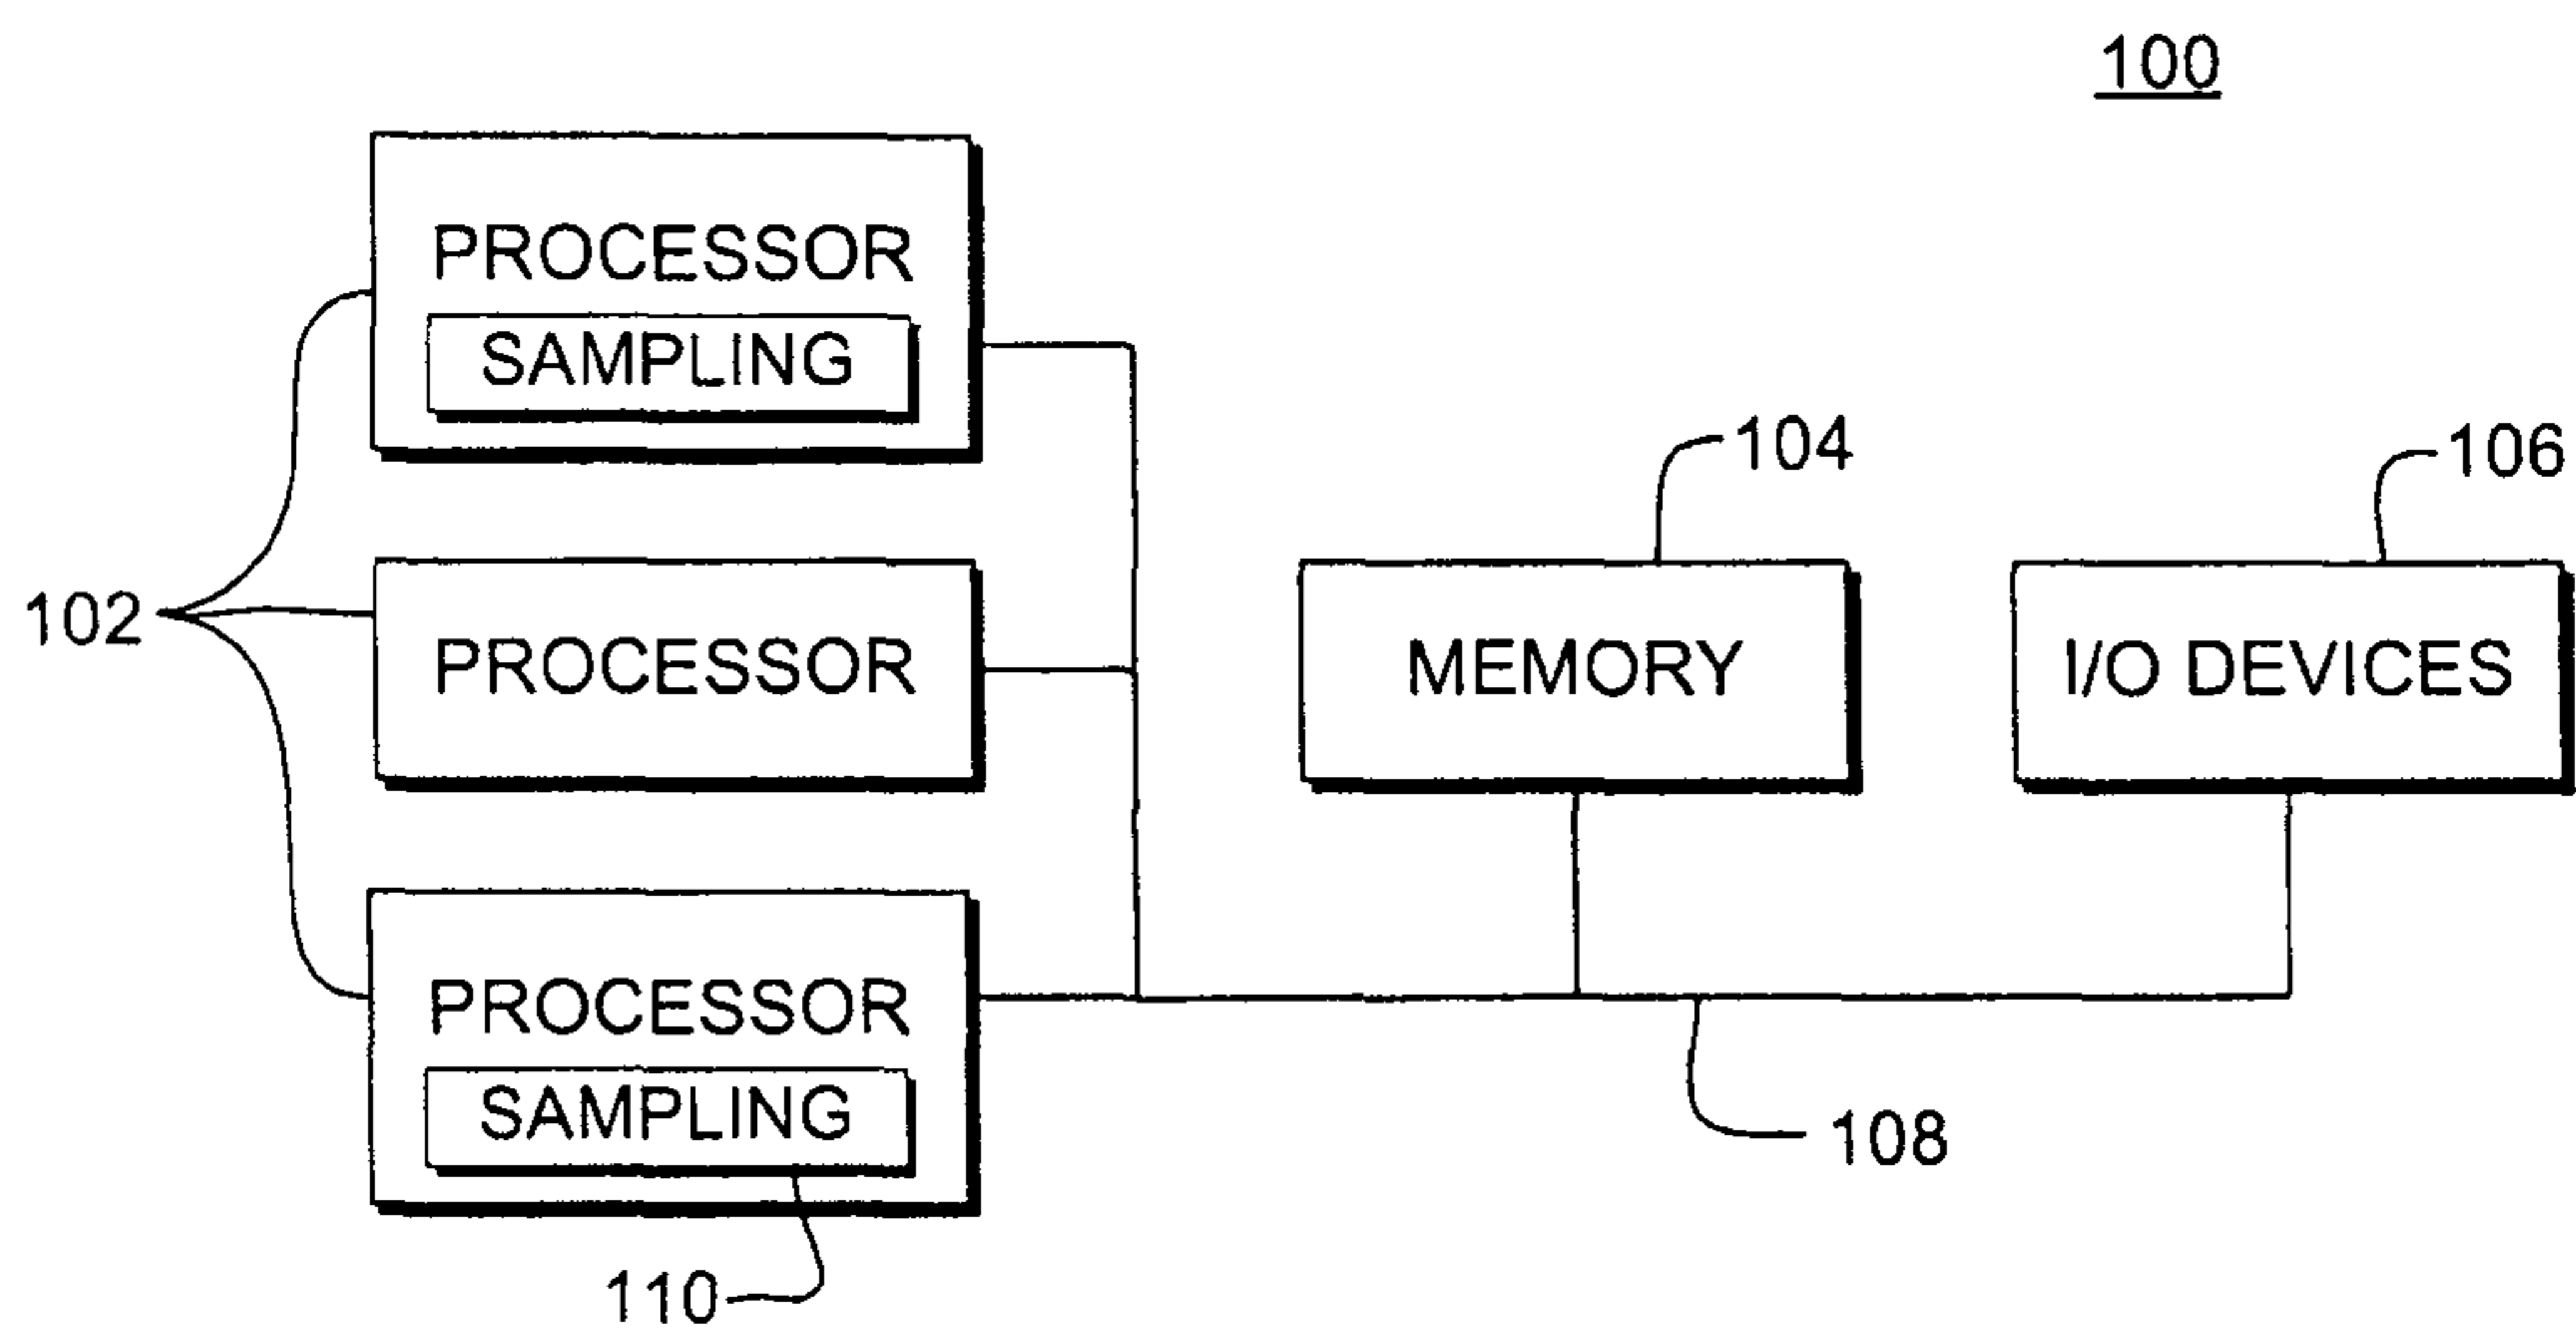 100
PROCESSOR
SAMPLING
104
106
102
PROCESSOR
MEMORY
I/O DEVICES
PROCESSOR
SAMPLING
108
110